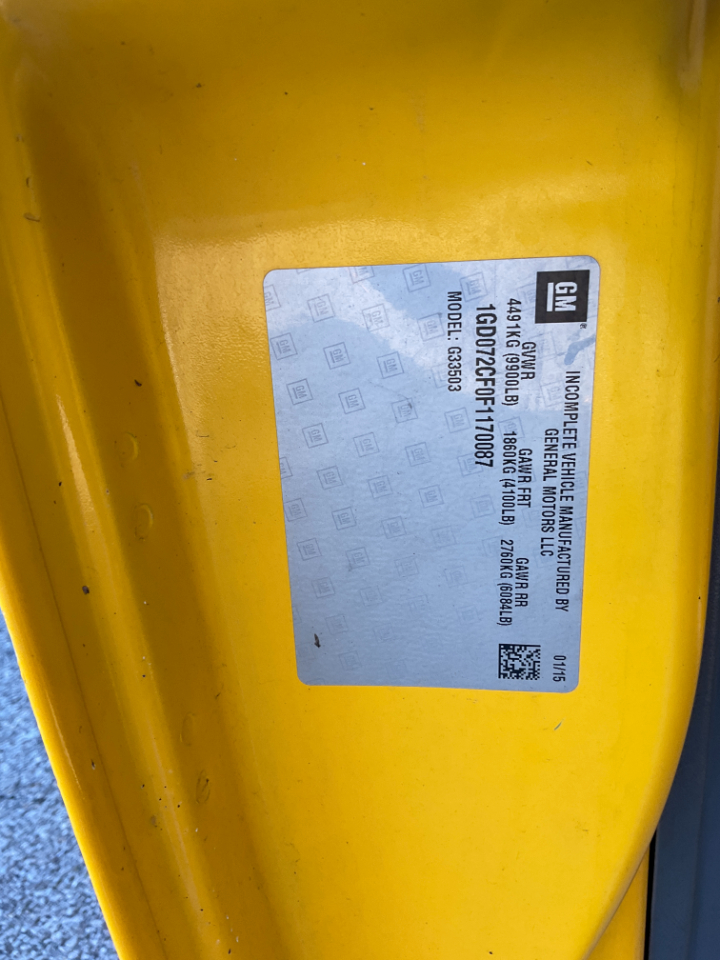 GM
INCOMPLETE VEHICLE MANUFACTURED BY
GENERAL MOTORS LLC
01/15
GVWR GAWR FRT GAWR RR
4491KG (9900LB) 1860KG (4100LB) 2760KG (6084LB)
1GD072CF0F1170087
MODEL: G33503